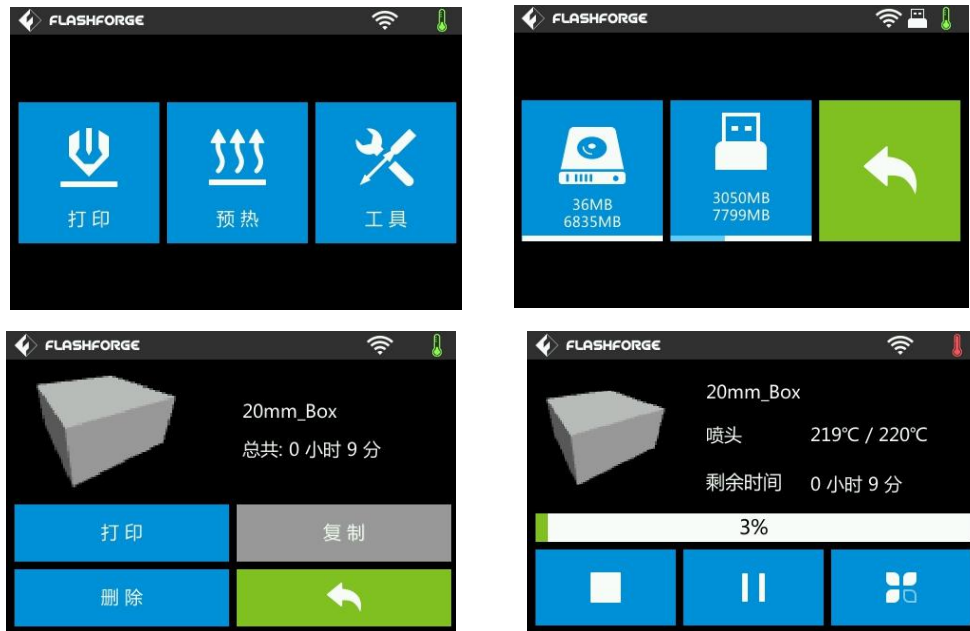 FLASHFORGE
打印
预热
工具
FLASHFORGE
36MB
6835MB
3050MB
7799MB
FLASHFORGE
20mm_Box
总共: 0 小时 9 分
打印
复制
删除
FLASHFORGE
20mm_Box
喷头 219℃ / 220℃
剩余时间 0 小时 9 分
3%